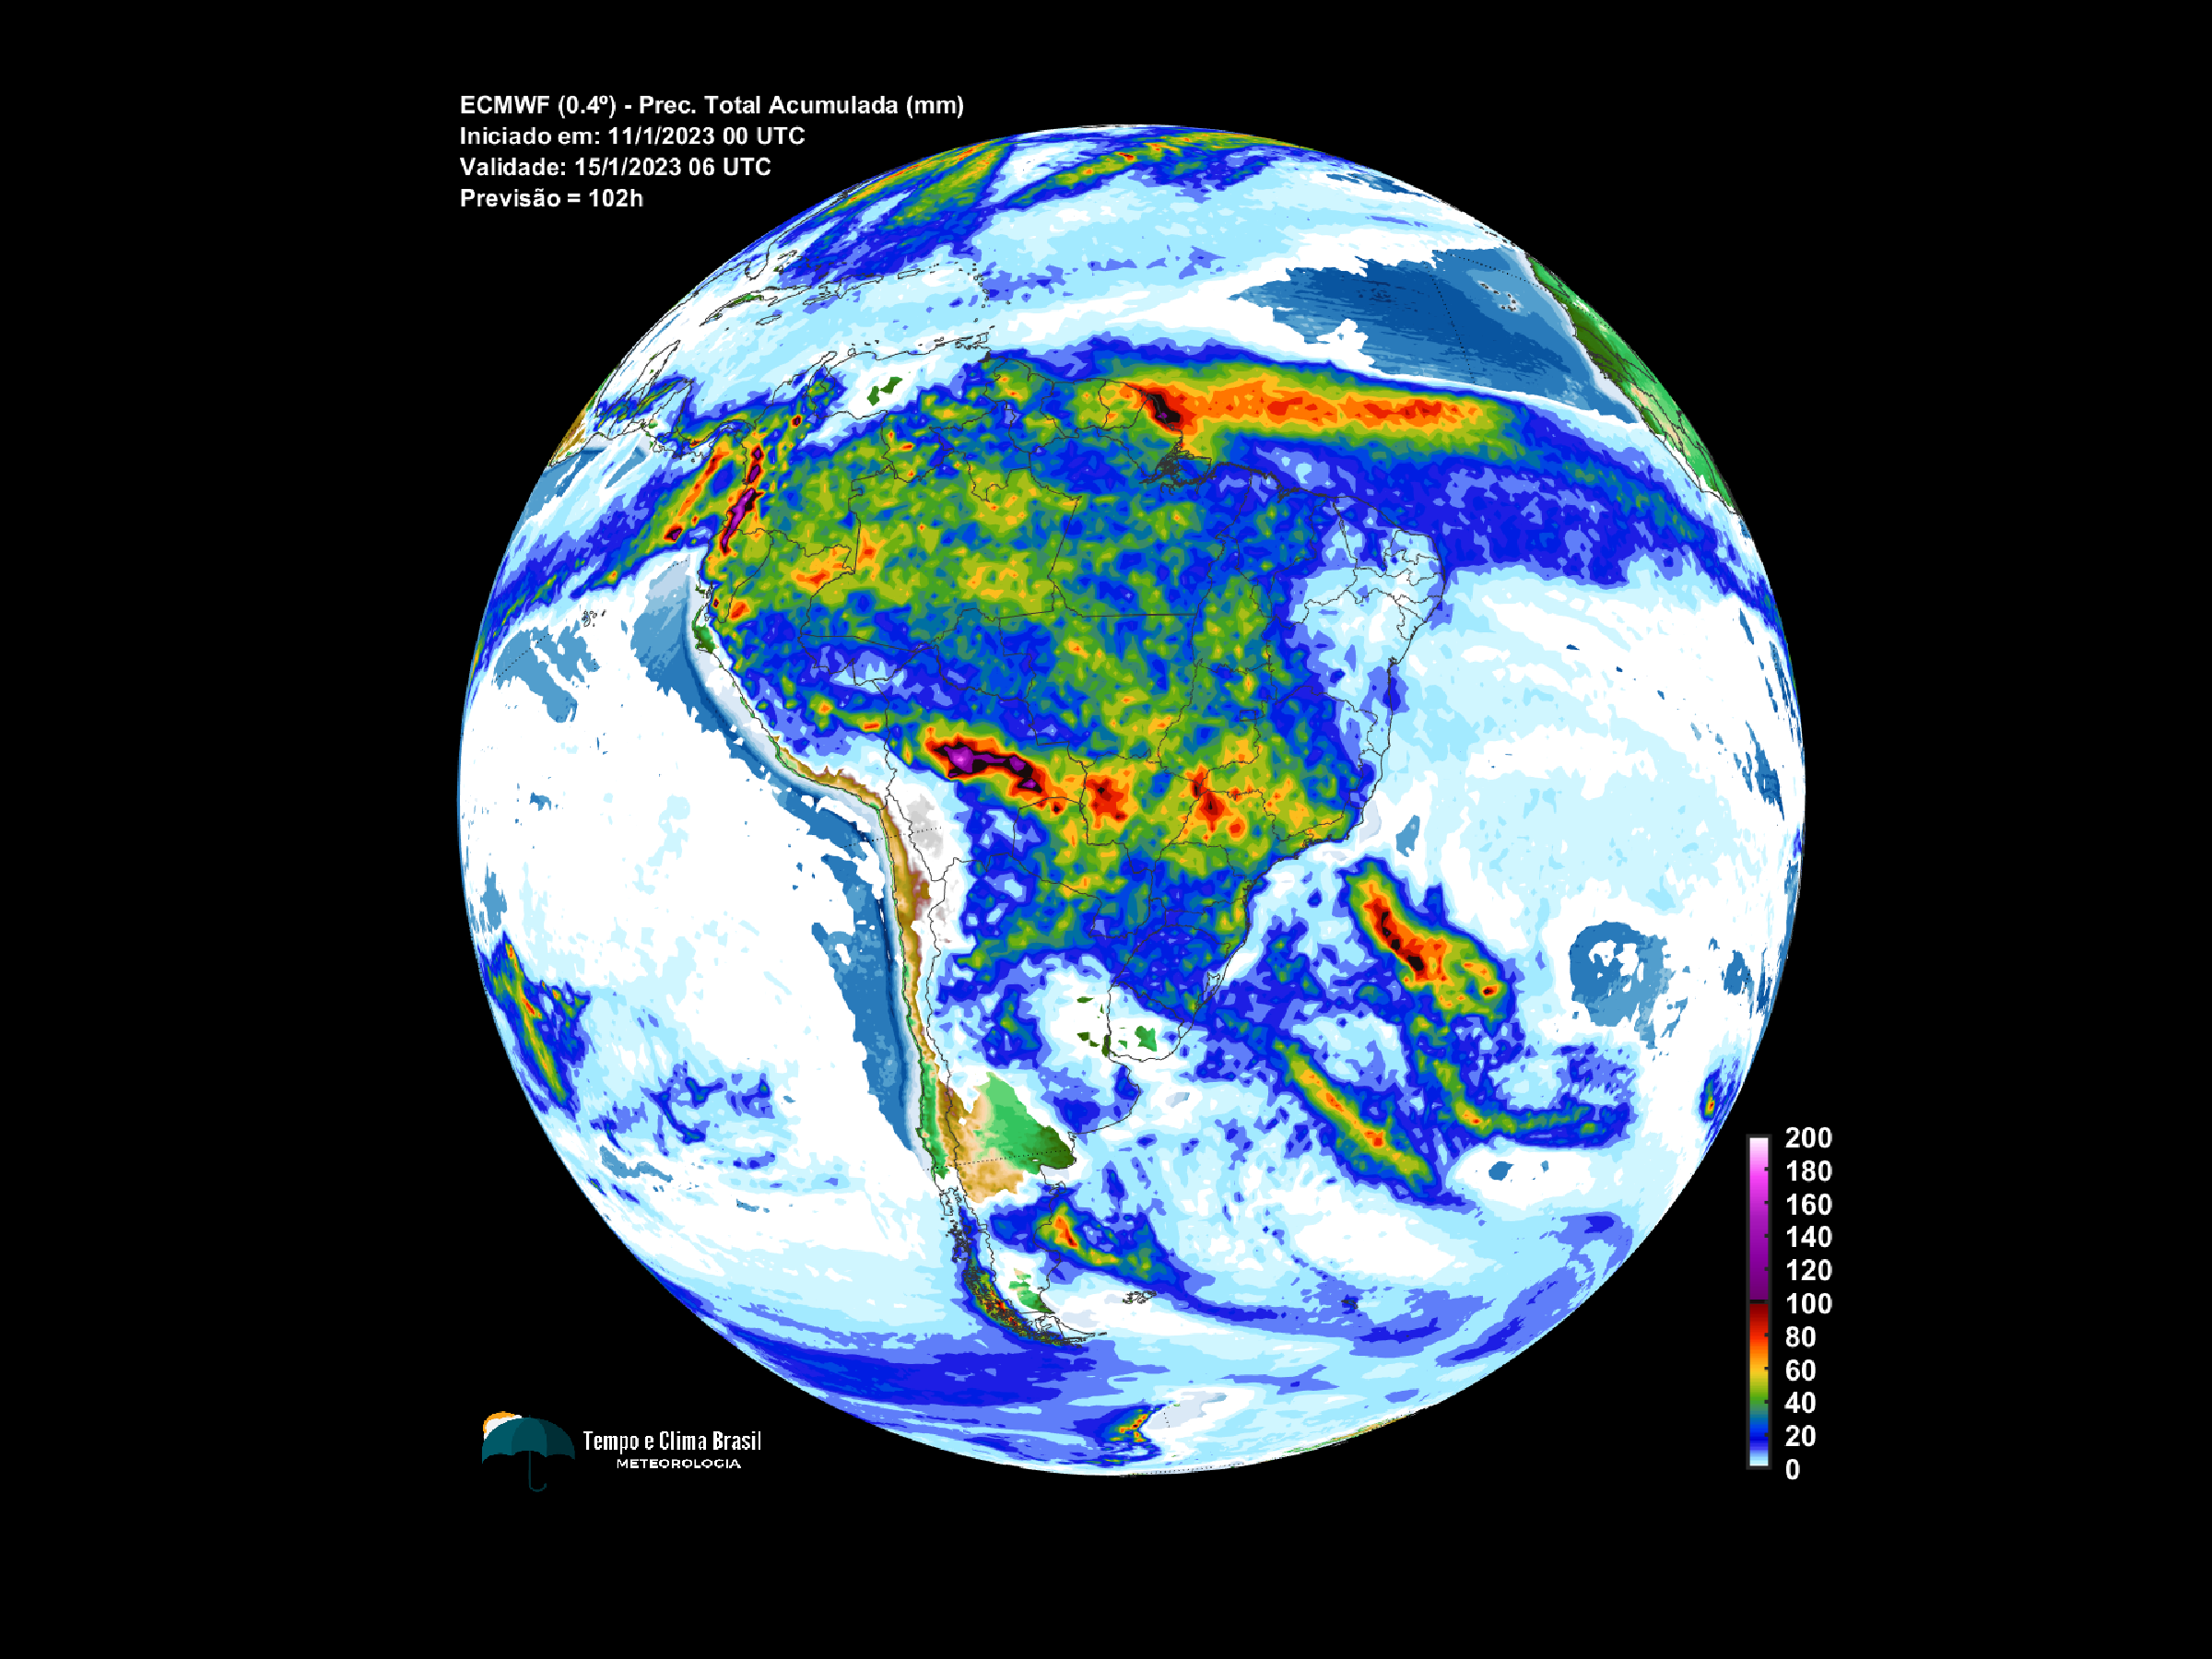 ECMWF (0.4º) - Prec. Total Acumulada (mm)
Iniciado em: 11/1/2023 00 UTC
Validade: 15/1/2023 06 UTC
Previsão = 102h
200
180
160
140
120
100
80
60
40
20
0
Tempo e Clima Brasil
METEOROLOGIA